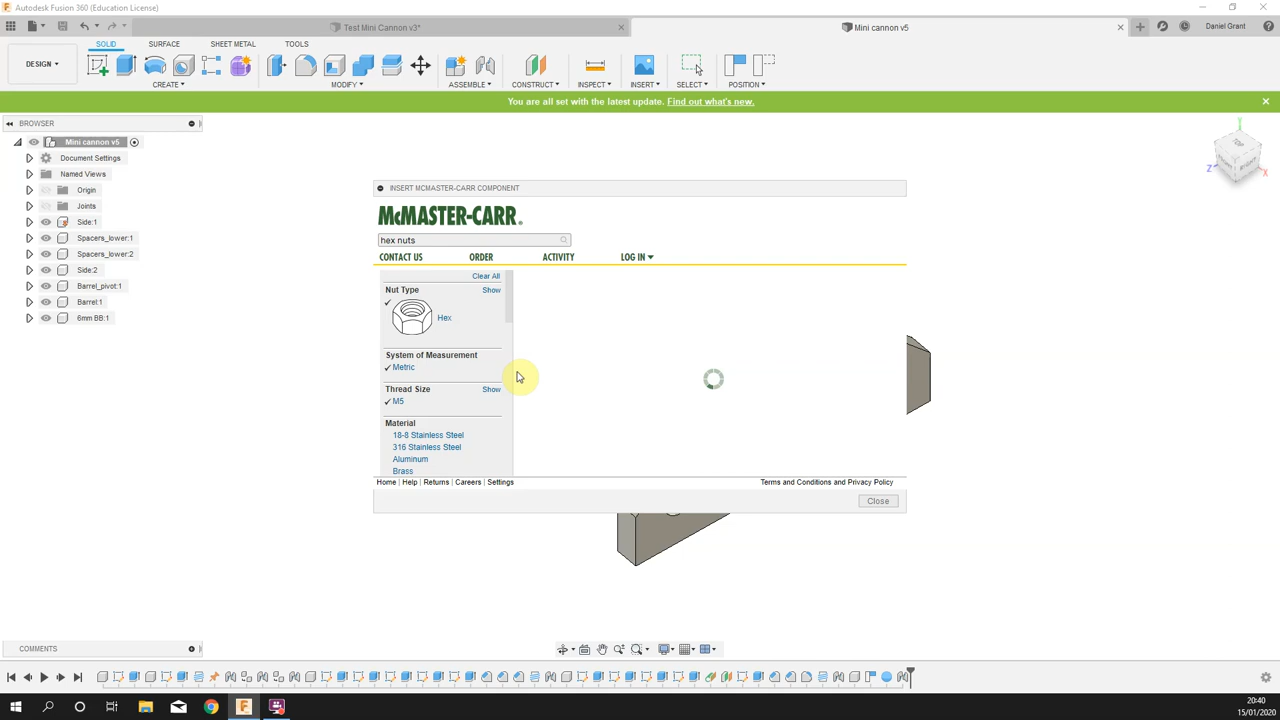 Autodesk Fusion 360 (Education License)
Test Mini Cannon v3*
Mini cannon v5
Daniel Grant
SOLID
SURFACE
SHEET METAL
TOOLS
DESIGN
CREATE
MODIFY
ASSEMBLE
CONSTRUCT
INSPECT
INSERT
SELECT
POSITION
You are all set with the latest update. Find out what's new.
BROWSER
Mini cannon v5
Document Settings
Named Views
Origin
Joints
Side:1
Spacers_lower:1
Spacers_lower:2
Side:2
Barrel_pivot:1
Barrel:1
6mm BB:1
Y
Z
X
INSERT MCMASTER-CARR COMPONENT
McMASTER-CARR®
hex nuts
CONTACT US
ORDER
ACTIVITY
LOG IN
Clear All
Nut Type
Show
Hex
System of Measurement
Metric
Thread Size
Show
M5
Material
18-8 Stainless Steel
316 Stainless Steel
Aluminum
Brass
Home | Help | Returns | Careers | Settings
Terms and Conditions and Privacy Policy
Close
COMMENTS
20:40
15/01/2020